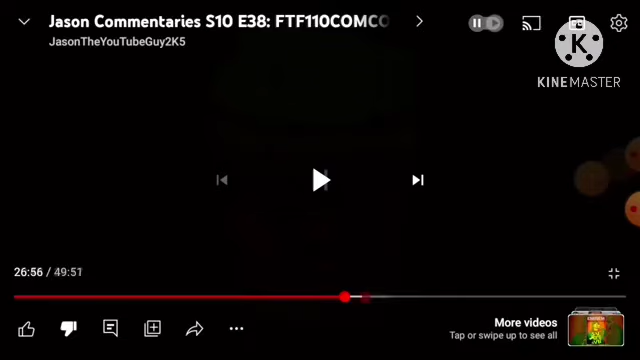 Jason Commentaries S10 E38: FTF110COMCO
JasonTheYouTubeGuy2K5
K
KINEMASTER
26:56 / 49:51
More videos
Tap or swipe up to see all